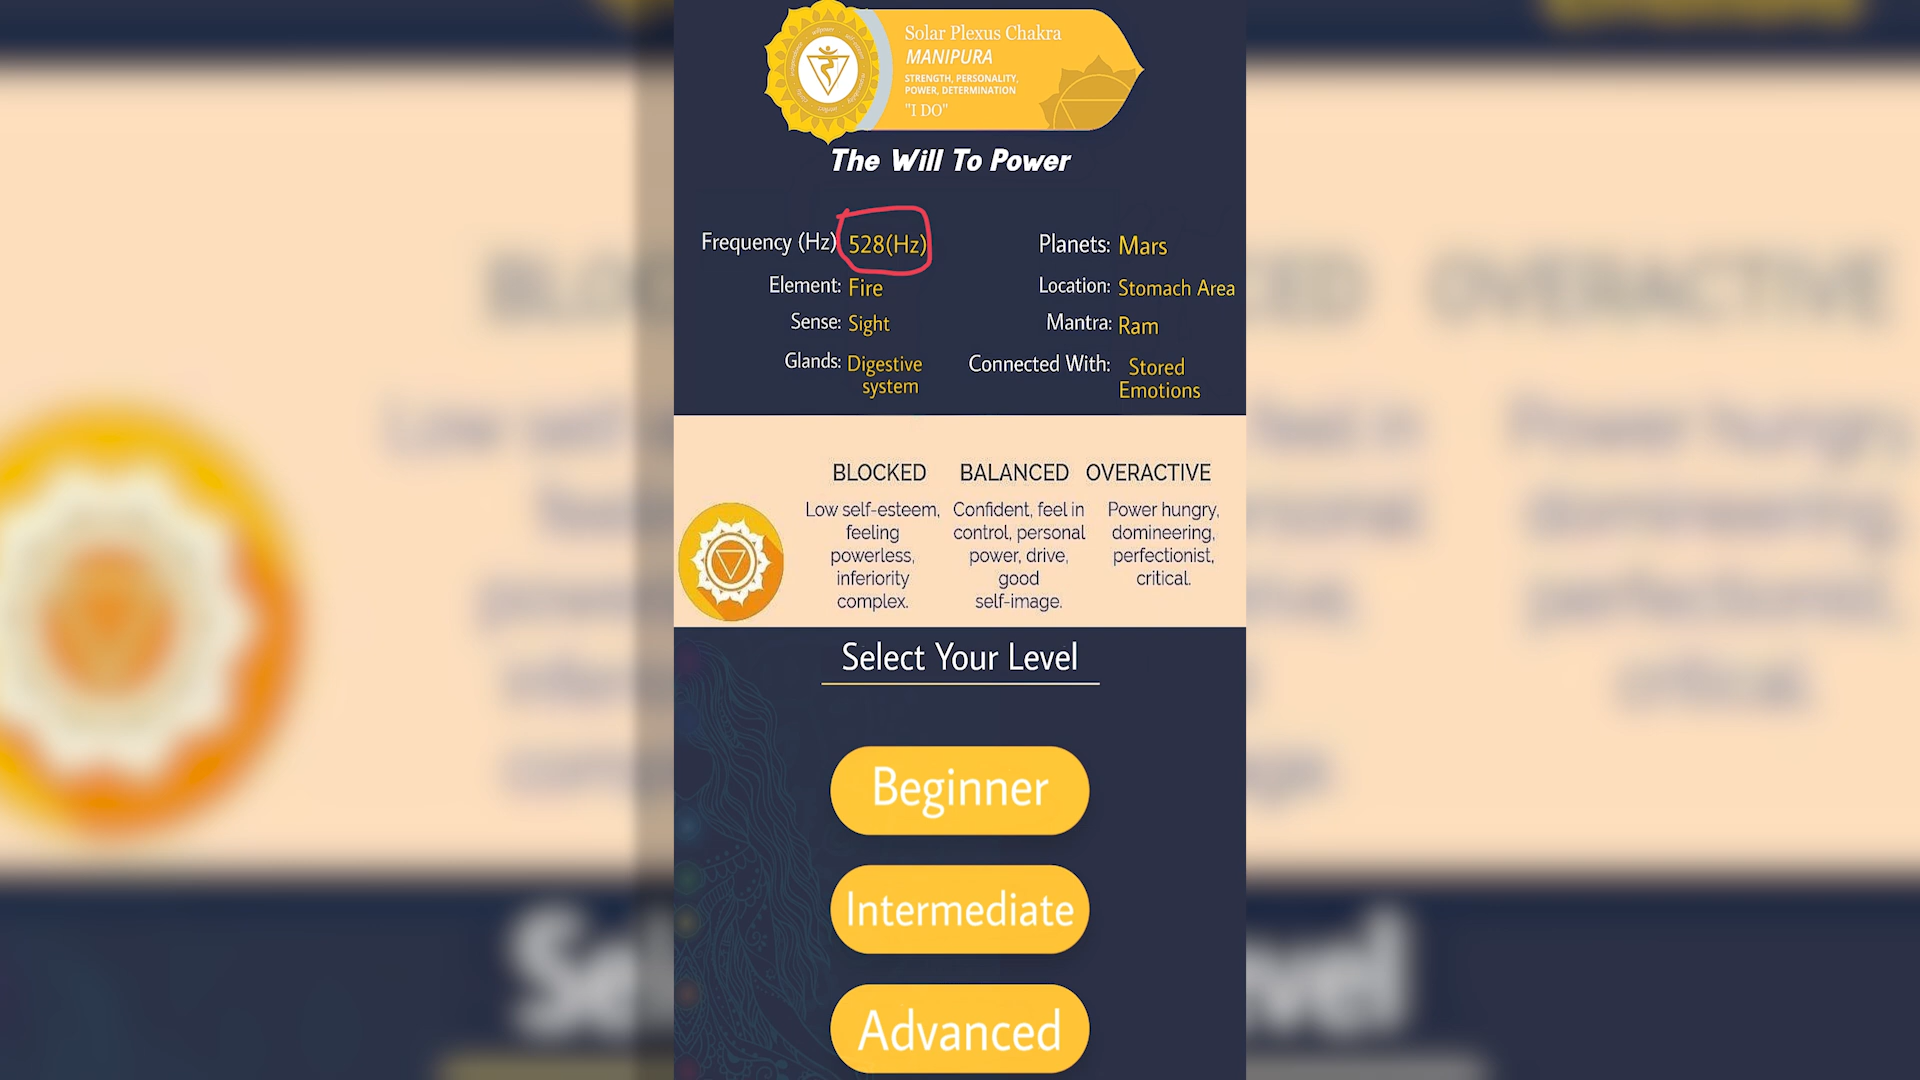 Solar Plexus Chakra
MANIPURA
STRENGTH, PERSONALITY,
POWER, DETERMINATION
"I DO"
The Will To Power
Frequency (Hz) 528(Hz)
Planets: Mars
Element: Fire
Location: Stomach Area
Sense: Sight
Mantra: Ram
Glands: Digestive
system
Connected With: Stored
Emotions
BLOCKED
Low self-esteem,
feeling
powerless,
inferiority
complex.
BALANCED
Confident, feel in
control, personal
power, drive,
good
self-image.
OVERACTIVE
Power hungry,
domineering,
perfectionist,
critical.
Select Your Level
Beginner
Intermediate
Advanced